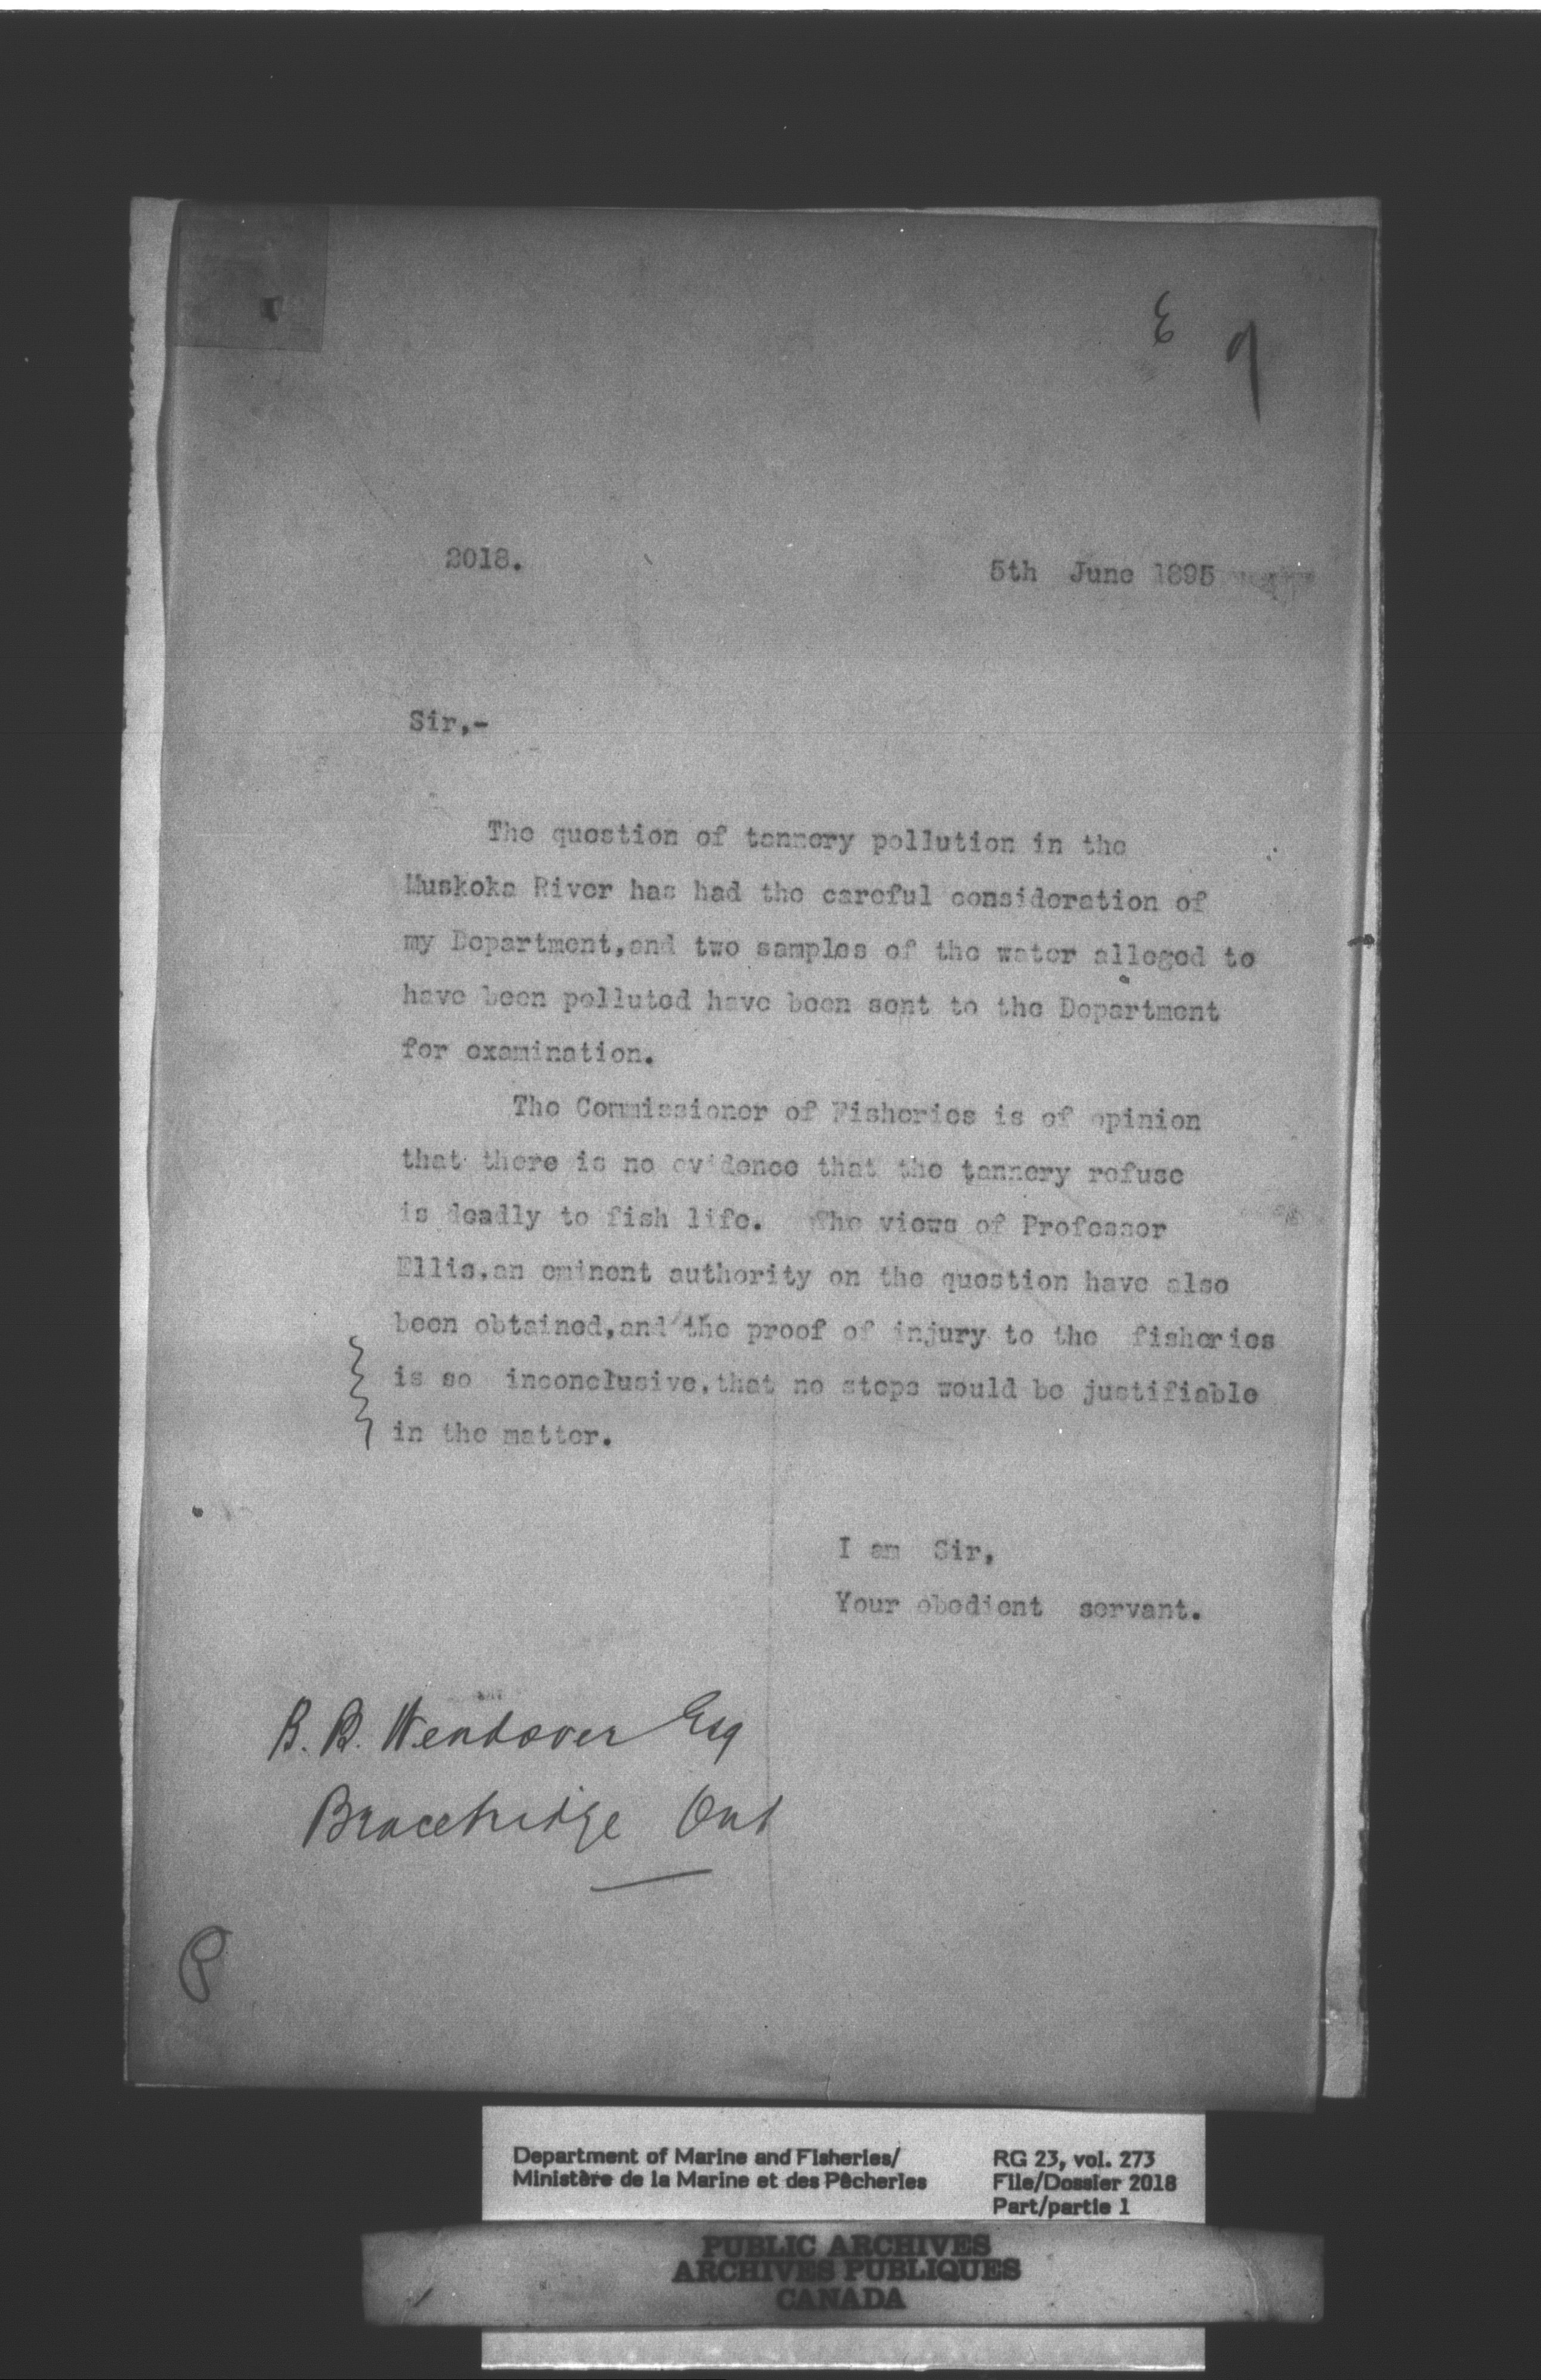 2018.
5th June 1895
Sir,-
The question of tannery pollution in the
Muskoka River has had the careful consideration of
my Department,and two samples of the water alleged to
have been polluted have been sent to the Department
for examination.
The Commissioner of Fisheries is of opinion
that there is no evidence that the tannery refuse
is deadly to fish life. The views of Professor
Ellis,an eminent authority on the question have also
been obtained,and the proof of injury to the fisheries
is so inconclusive,that no steps would be justifiable
in the matter.
I am Sir,
Your obedient servant.
B. B. Wendover Esq
Bracebridge Ont
Department of Marine and Fisheries/
Ministère de la Marine et des Pêcheries
RG 23, vol. 273
File/Dossier 2018
Part/partie 1
PUBLIC ARCHIVES
ARCHIVES PUBLIQUES
CANADA